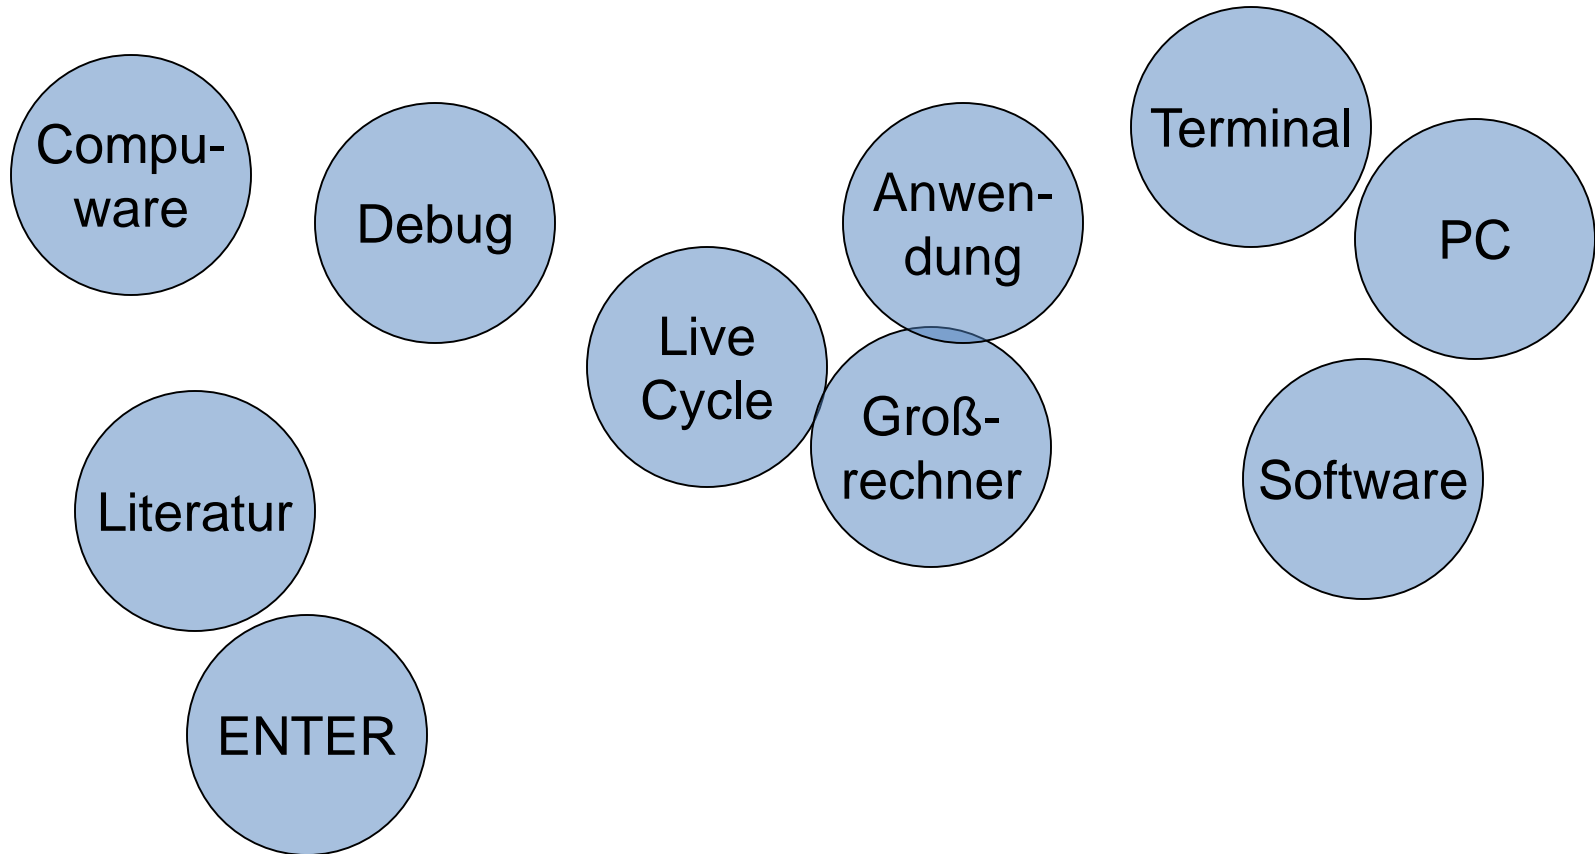 Compu-
ware
Debug
Live
Cycle
Anwen-
dung
Groß-
rechner
Terminal
PC
Software
Literatur
ENTER